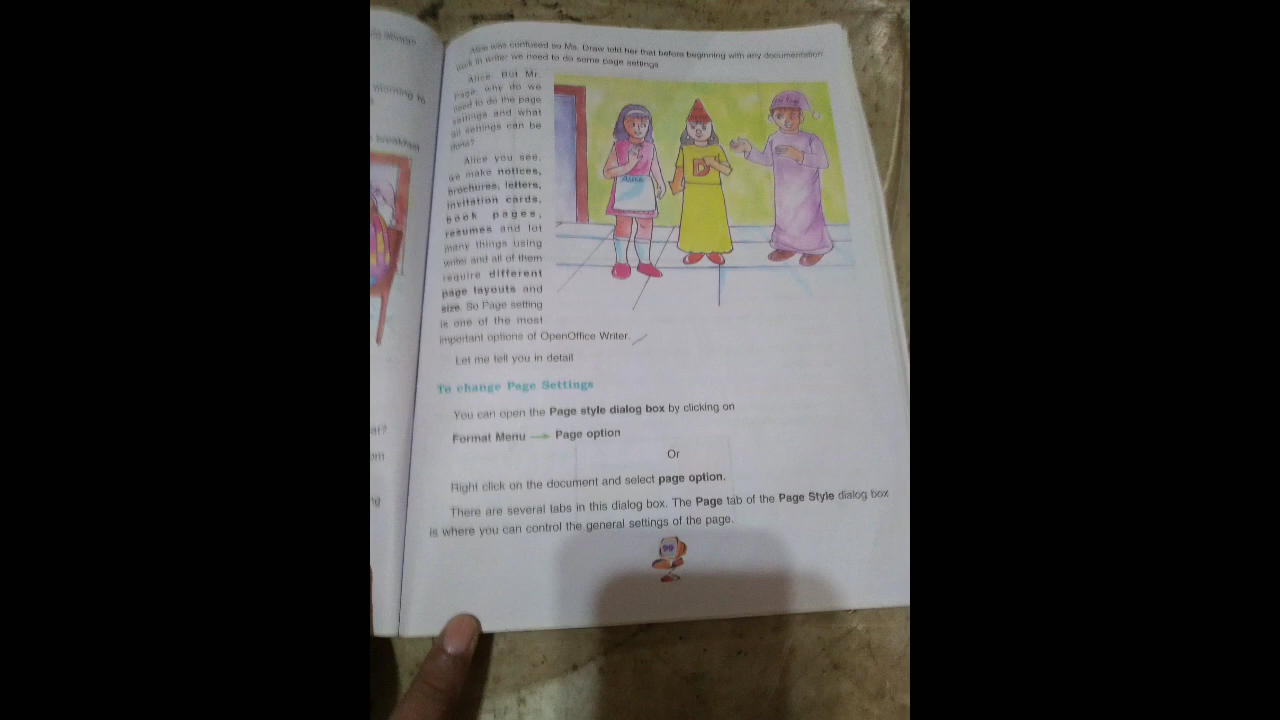 Alice was confused so Ms. Draw told her that before beginning with any documentation
work in writer we need to do some page settings
Alice: But Mr.
Page, why do we
need to do the page
settings and what
all settings can be
done?
Alice you see,
we make notices,
brochures, letters,
invitation cards,
book pages,
resumes and lot
many things using
writer and all of them
require different
page layouts and
size. So Page setting
is one of the most
important options of OpenOffice Writer.
Let me tell you in detail
To change Page Settings
You can open the Page style dialog box by clicking on
Format Menu → Page option
Or
Right click on the document and select page option.
There are several tabs in this dialog box. The Page tab of the Page Style dialog box
is where you can control the general settings of the page.
99
morning to
breakfast
Alice
D